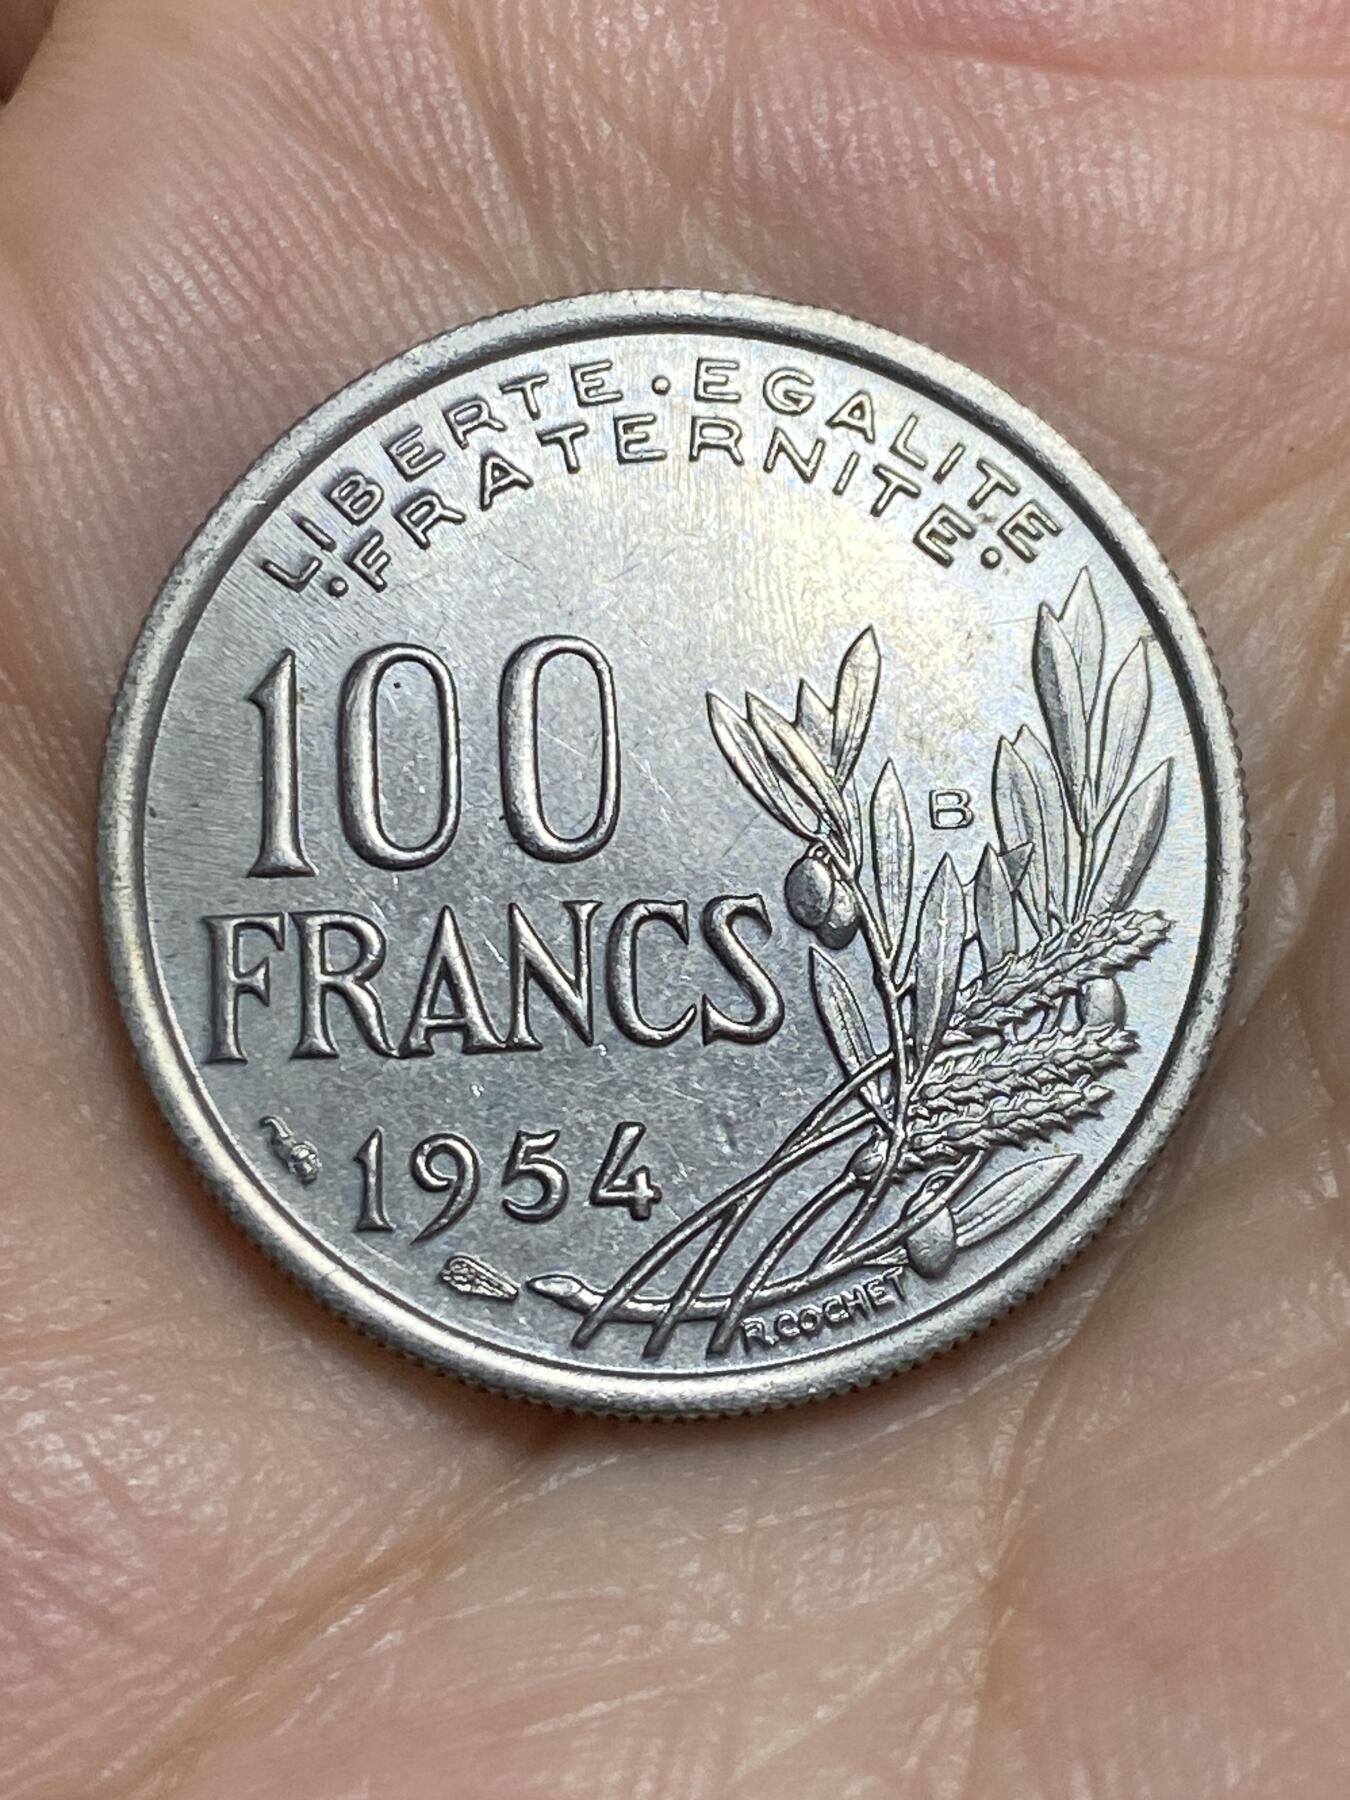 LIBERTE · EGALITE
· FRATERNITE ·
100
FRANCS
B
1954
R. COCHET